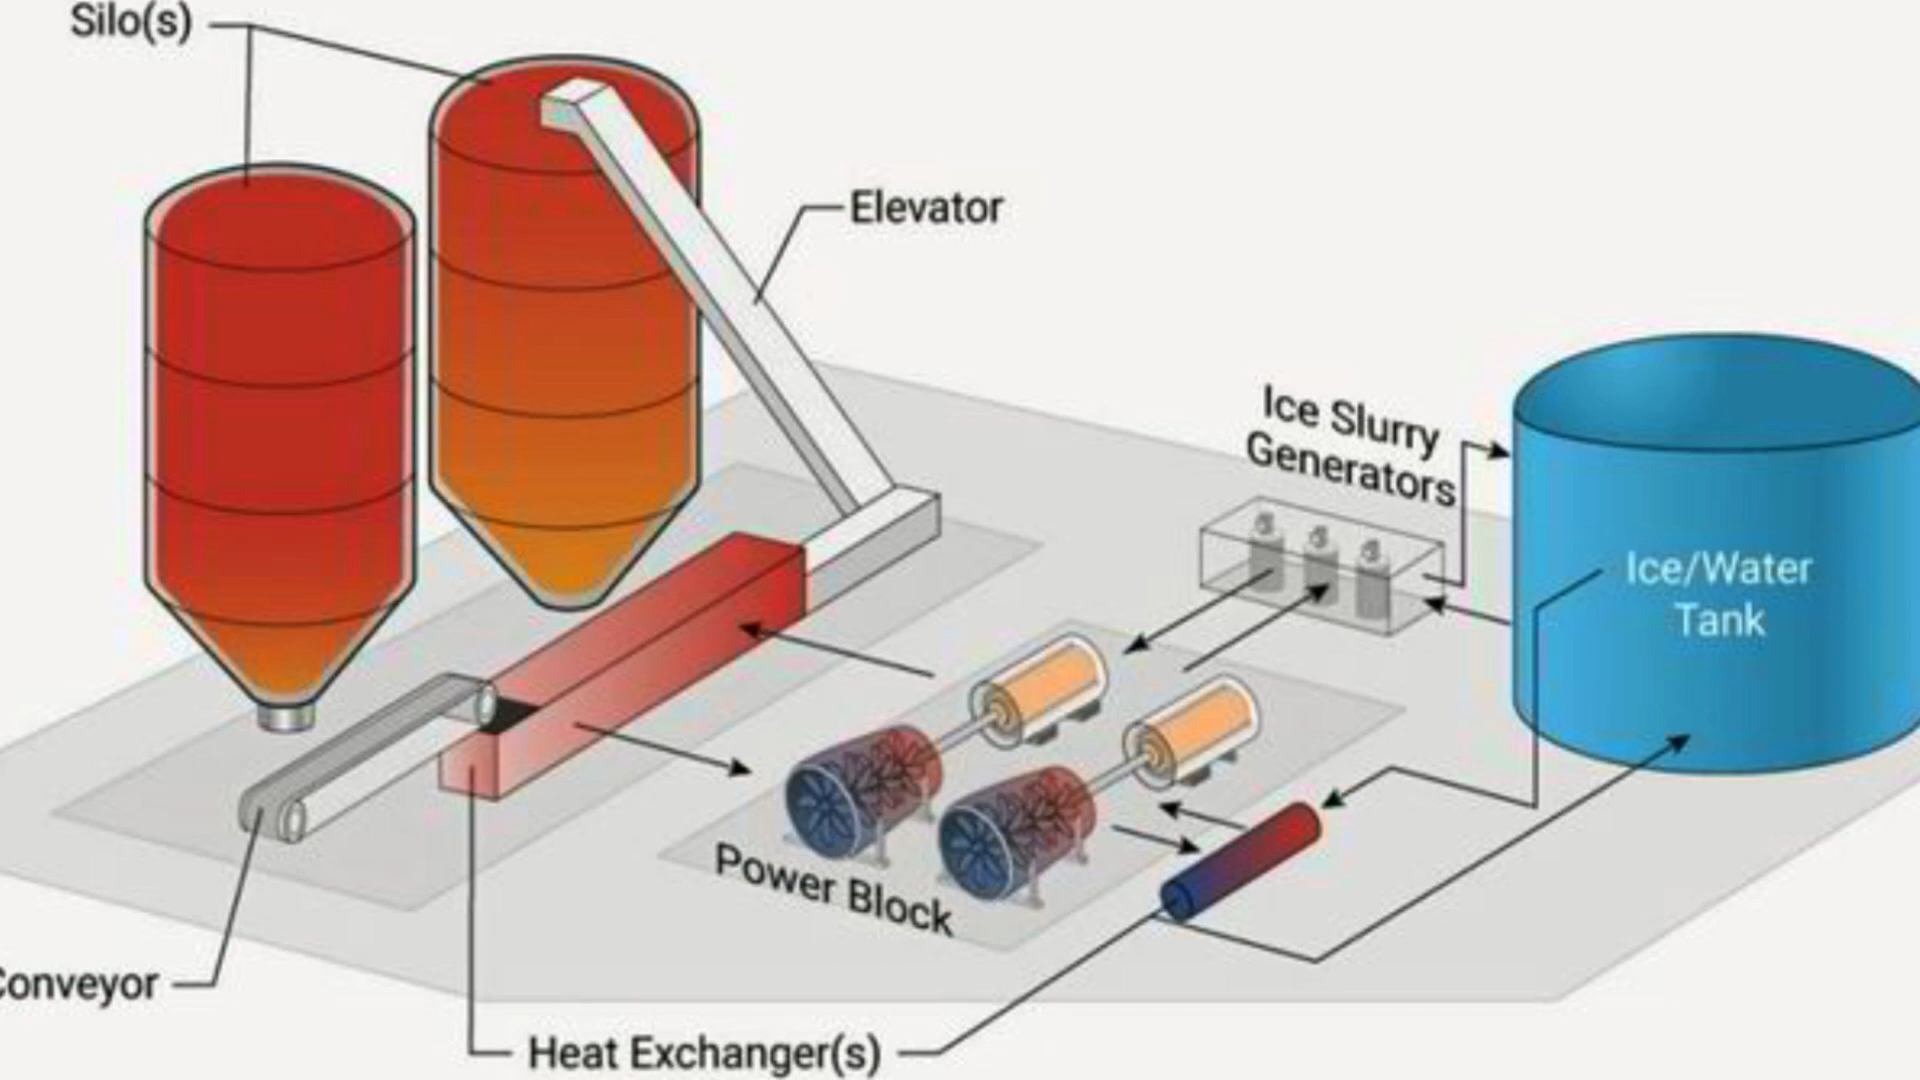 Silo(s)
Elevator
Ice Slurry
Generators
Ice/Water
Tank
Power Block
Conveyor
Heat Exchanger(s)